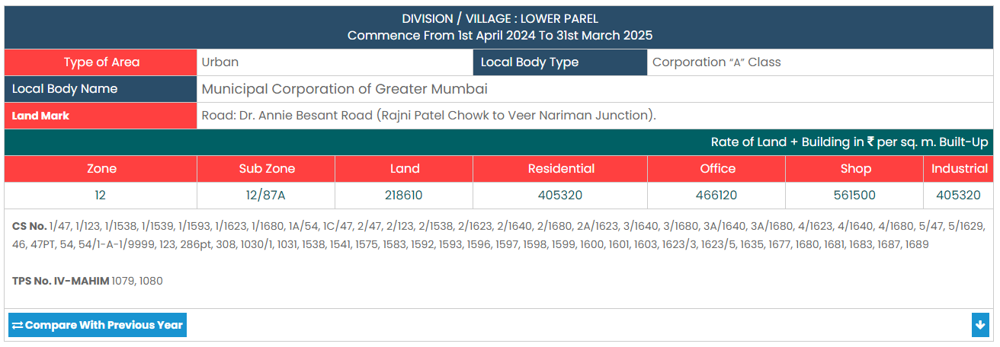 DIVISION / VILLAGE : LOWER PAREL
Commence From 1st April 2024 To 31st March 2025
Type of Area Urban Local Body Type Corporation “A” Class
Local Body Name Municipal Corporation of Greater Mumbai
Land Mark Road: Dr. Annie Besant Road (Rajni Patel Chowk to Veer Nariman Junction).
Rate of Land + Building in ₹ per sq. m. Built-Up
Zone Sub Zone Land Residential Office Shop Industrial
12 12/87A 218610 405320 466120 561500 405320
CS No. 1/47, 1/123, 1/1538, 1/1539, 1/1593, 1/1623, 1/1680, 1A/54, 1C/47, 2/47, 2/123, 2/1538, 2/1623, 2/1640, 2/1680, 2A/1623, 3/1640, 3/1680, 3A/1640, 3A/1680, 4/1623, 4/1640, 4/1680, 5/47, 5/1629,
46, 47PT, 54, 54/1-A-1/9999, 123, 286pt, 308, 1030/1, 1031, 1538, 1541, 1575, 1583, 1592, 1593, 1596, 1597, 1598, 1599, 1600, 1601, 1603, 1623/3, 1623/5, 1635, 1677, 1680, 1681, 1683, 1687, 1689
TPS No. IV-MAHIM 1079, 1080
Compare With Previous Year